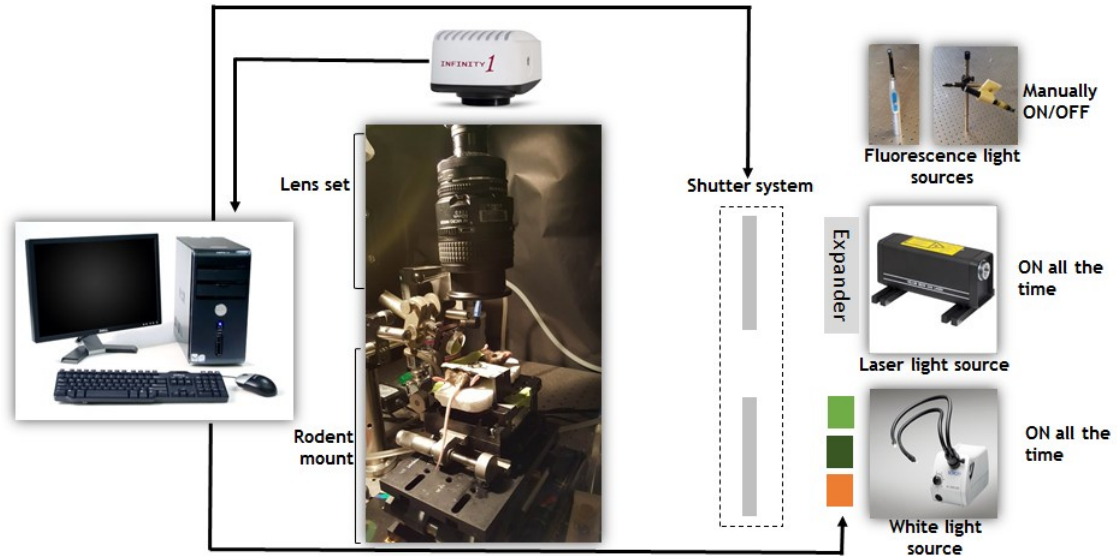 INFINITY 1
Manually
ON/OFF
Fluorescence light
sources
Lens set
Shutter system
Expander
ON all the
time
Laser light source
Rodent
mount
ON all the
time
White light
source